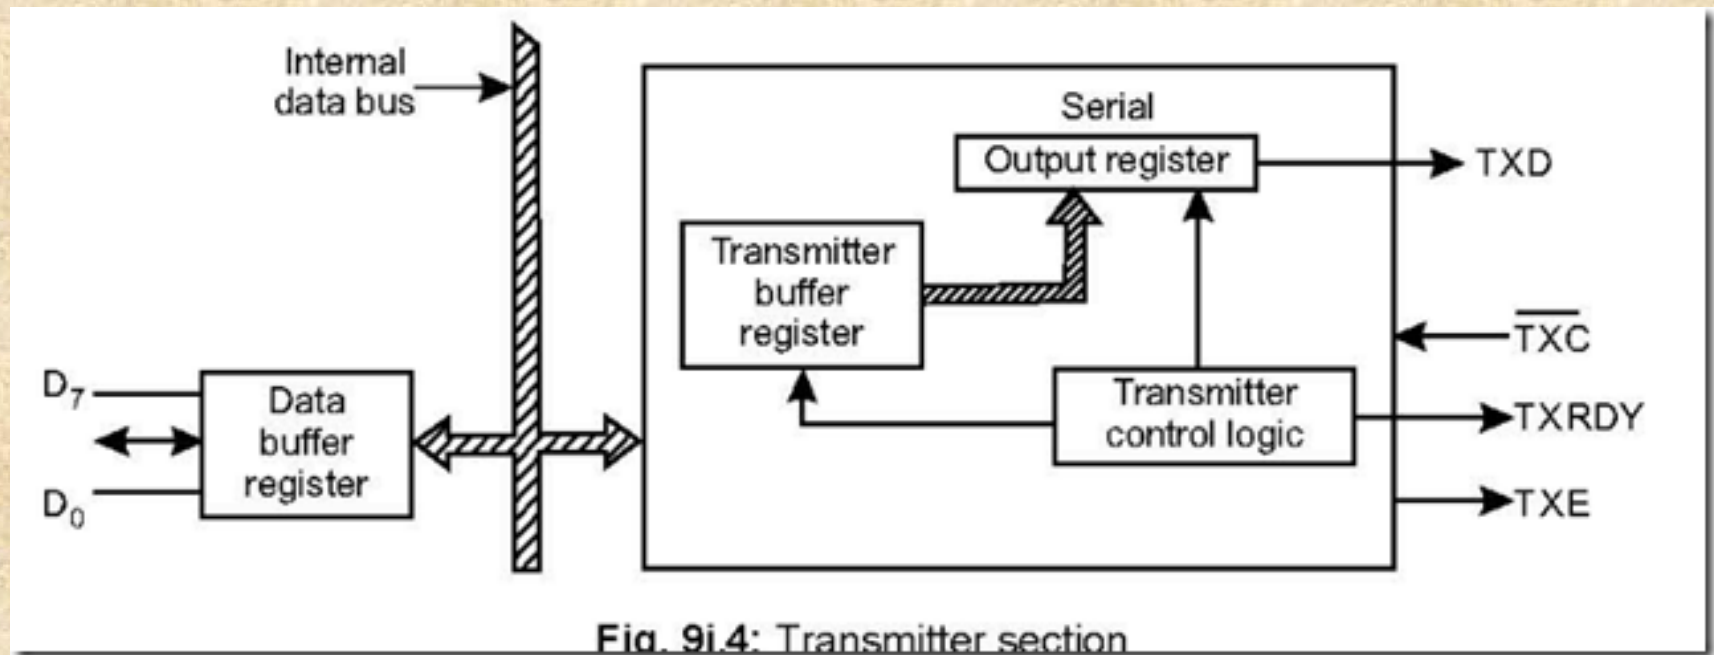 Internal
data bus
Serial
Output register
TXD
Transmitter
buffer
register
TXC
D7
Data
buffer
register
D0
Transmitter
control logic
TXRDY
TXE
Fig. 9i.4: Transmitter section